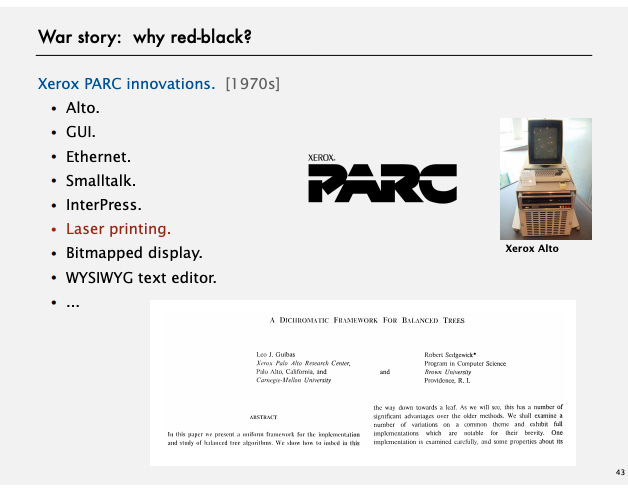 War story: why red-black?
Xerox PARC innovations. [1970s]
• Alto.
• GUI.
• Ethernet.
• Smalltalk.
• InterPress.
• Laser printing.
• Bitmapped display.
• WYSIWYG text editor.
• ...
XEROX.
PARC
Xerox Alto
A DICHROMATIC FRAMEWORK FOR BALANCED TREES
Leo J. Guibas
Xerox Palo Alto Research Center,
Palo Alto, California, and
Carnegie-Mellon University
and
Robert Sedgewick*
Program in Computer Science
Brown University
Providence, R. I.
ABSTRACT
In this paper we present a uniform framework for the implementation
and study of balanced tree algorithms. We show how to imbed in this
the way down towards a leaf. As we will see, this has a number of
significant advantages over the older methods. We shall examine a
number of variations on a common theme and exhibit full
implementations which are notable for their brevity. One
implementation is examined carefully, and some properties about its
43